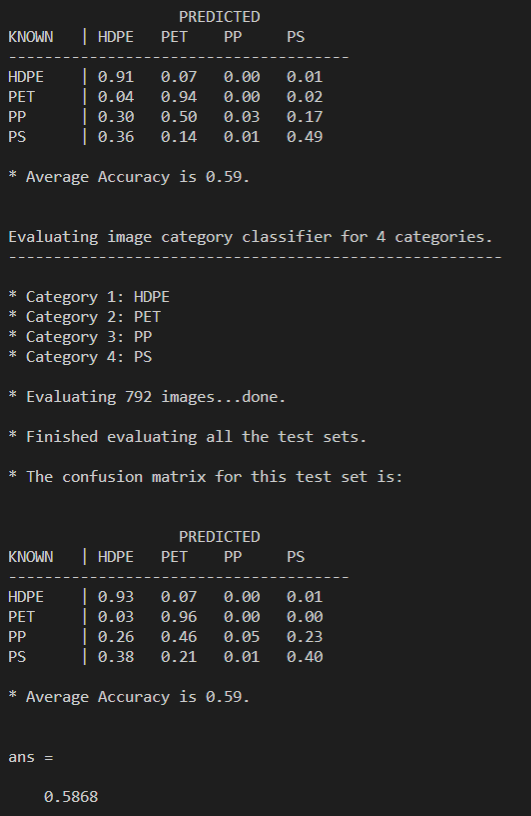 PREDICTED
KNOWN | HDPE PET PP PS
--------------------------------------
HDPE | 0.91 0.07 0.00 0.01
PET | 0.04 0.94 0.00 0.02
PP | 0.30 0.50 0.03 0.17
PS | 0.36 0.14 0.01 0.49
* Average Accuracy is 0.59.
Evaluating image category classifier for 4 categories.
-------------------------------------------------------
* Category 1: HDPE
* Category 2: PET
* Category 3: PP
* Category 4: PS
* Evaluating 792 images...done.
* Finished evaluating all the test sets.
* The confusion matrix for this test set is:
PREDICTED
KNOWN | HDPE PET PP PS
--------------------------------------
HDPE | 0.93 0.07 0.00 0.01
PET | 0.03 0.96 0.00 0.00
PP | 0.26 0.46 0.05 0.23
PS | 0.38 0.21 0.01 0.40
* Average Accuracy is 0.59.
ans =
0.5868